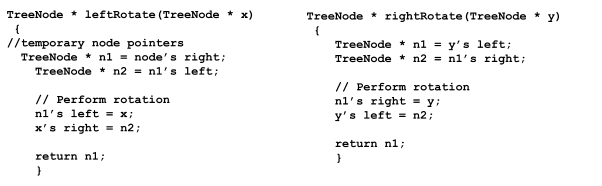 TreeNode * leftRotate(TreeNode * x)
{
//temporary node pointers
TreeNode * n1 = node's right;
TreeNode * n2 = n1's left;
// Perform rotation
n1's left = x;
x's right = n2;
return n1;
}
TreeNode * rightRotate(TreeNode * y)
{
TreeNode * n1 = y's left;
TreeNode * n2 = n1's right;
// Perform rotation
n1's right = y;
y's left = n2;
return n1;
}